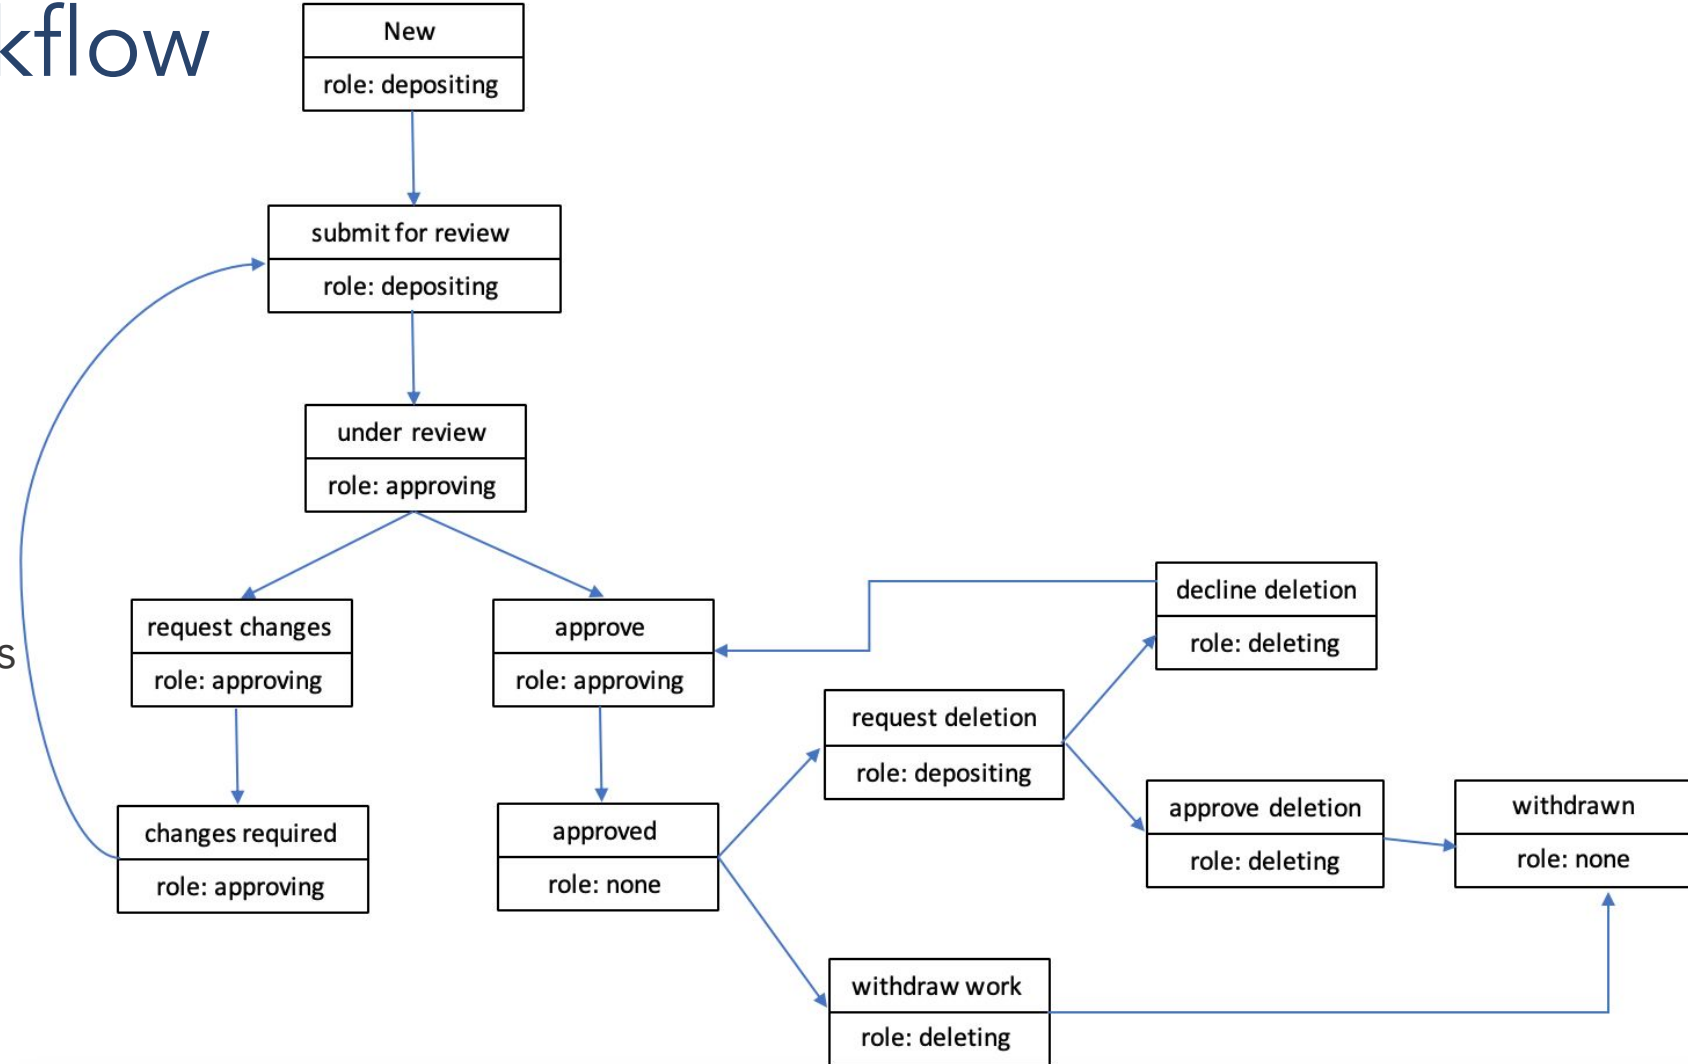 kflow
New
role: depositing
submit for review
role: depositing
under review
role: approving
request changes
role: approving
approve
role: approving
decline deletion
role: deleting
s
request deletion
role: depositing
changes required
role: approving
approved
role: none
approve deletion
role: deleting
withdrawn
role: none
withdraw work
role: deleting